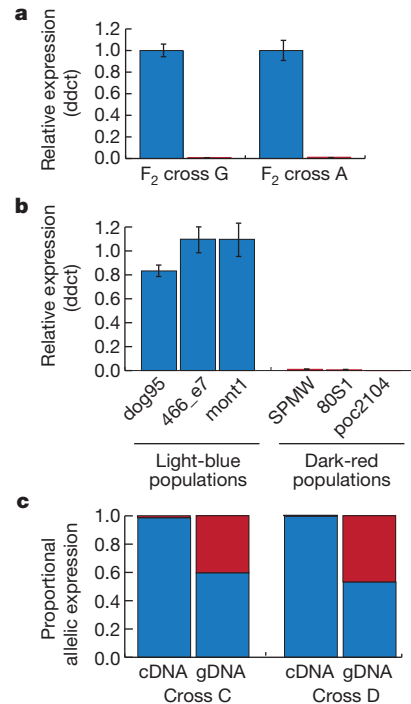 a
Relative expression
(ddct)
1.2
1.0
0.8
0.6
0.4
0.2
0.0
F2 cross G
F2 cross A
b
Relative expression
(ddct)
1.2
1.0
0.8
0.6
0.4
0.2
0.0
dog95
466_e7
mont1
SPMW
80S1
poc2104
Light-blue
populations
Dark-red
populations
c
Proportional
allelic expression
1.0
0.8
0.6
0.4
0.2
0.0
cDNA gDNA
cDNA gDNA
Cross C
Cross D